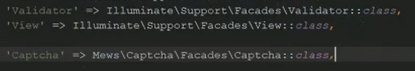 'Validator' => Illuminate\Support\Facades\Validator::class,
'View' => Illuminate\Support\Facades\View::class,
'Captcha' => Mews\Captcha\Facades\Captcha::class,